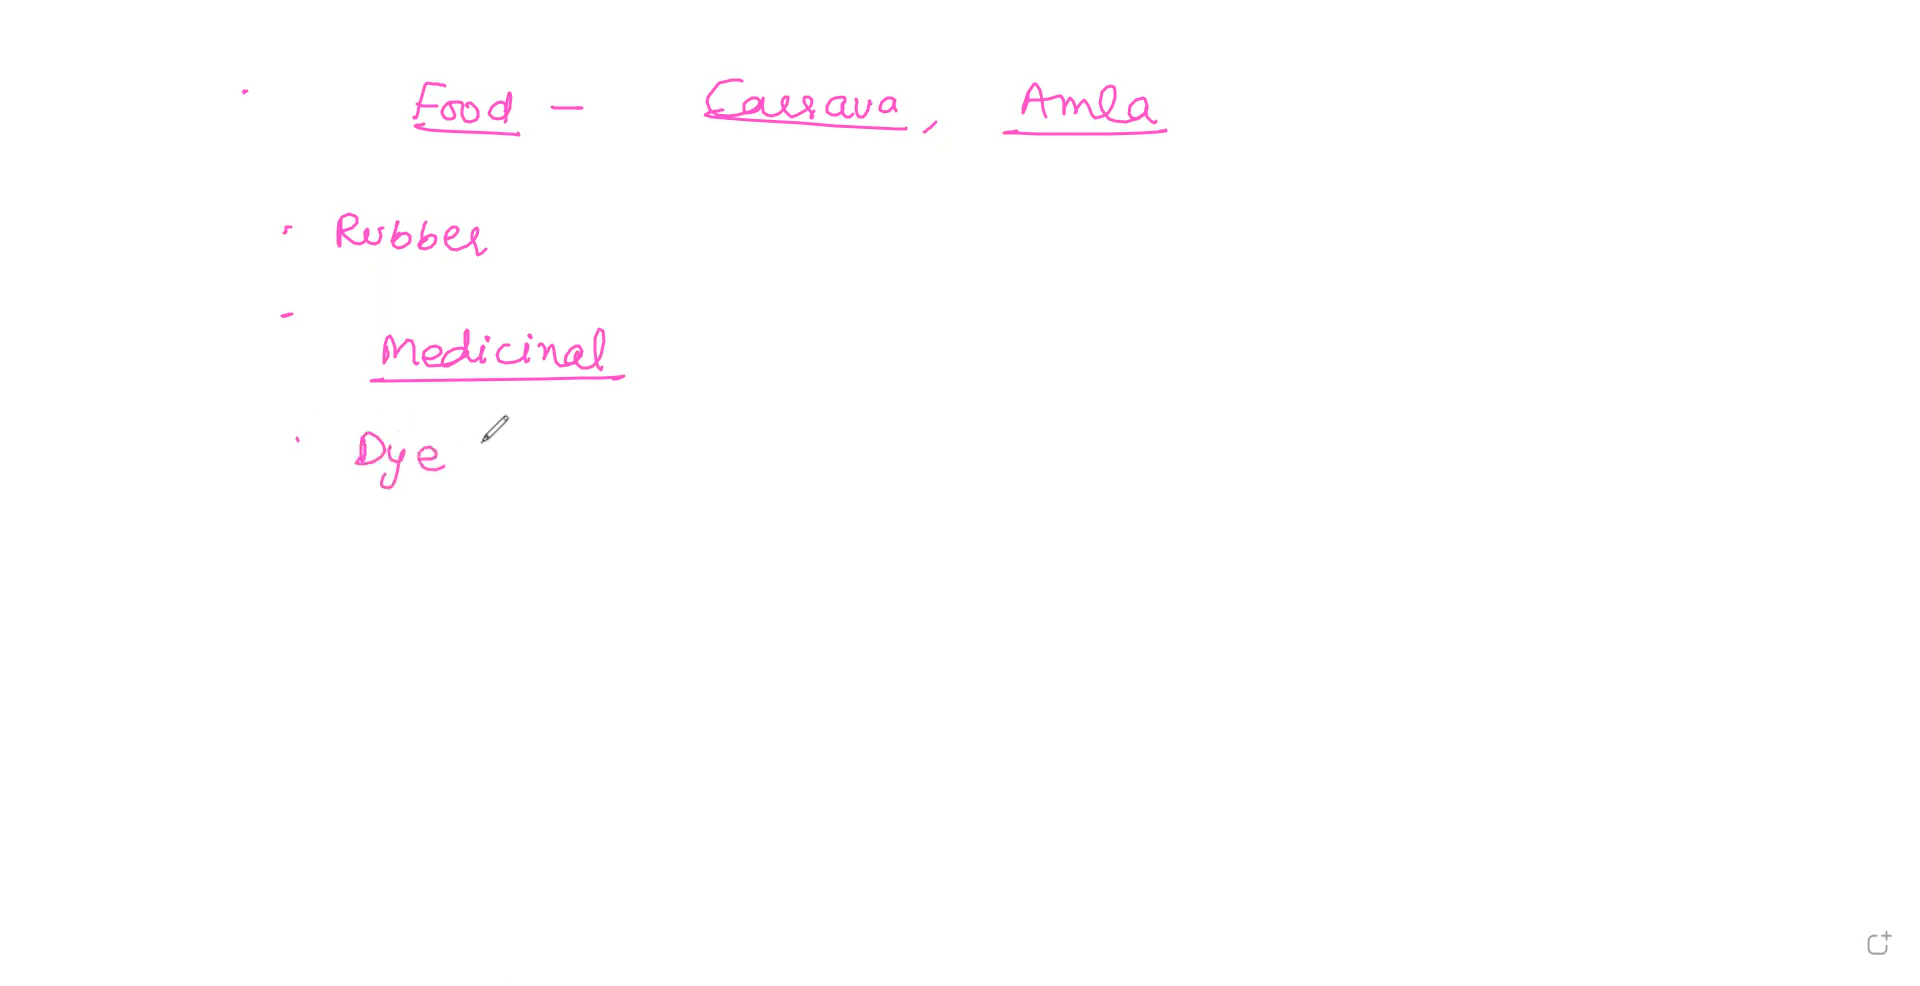 · Food - Cassava, Amla
· Rubber
- Medicinal
· Dye